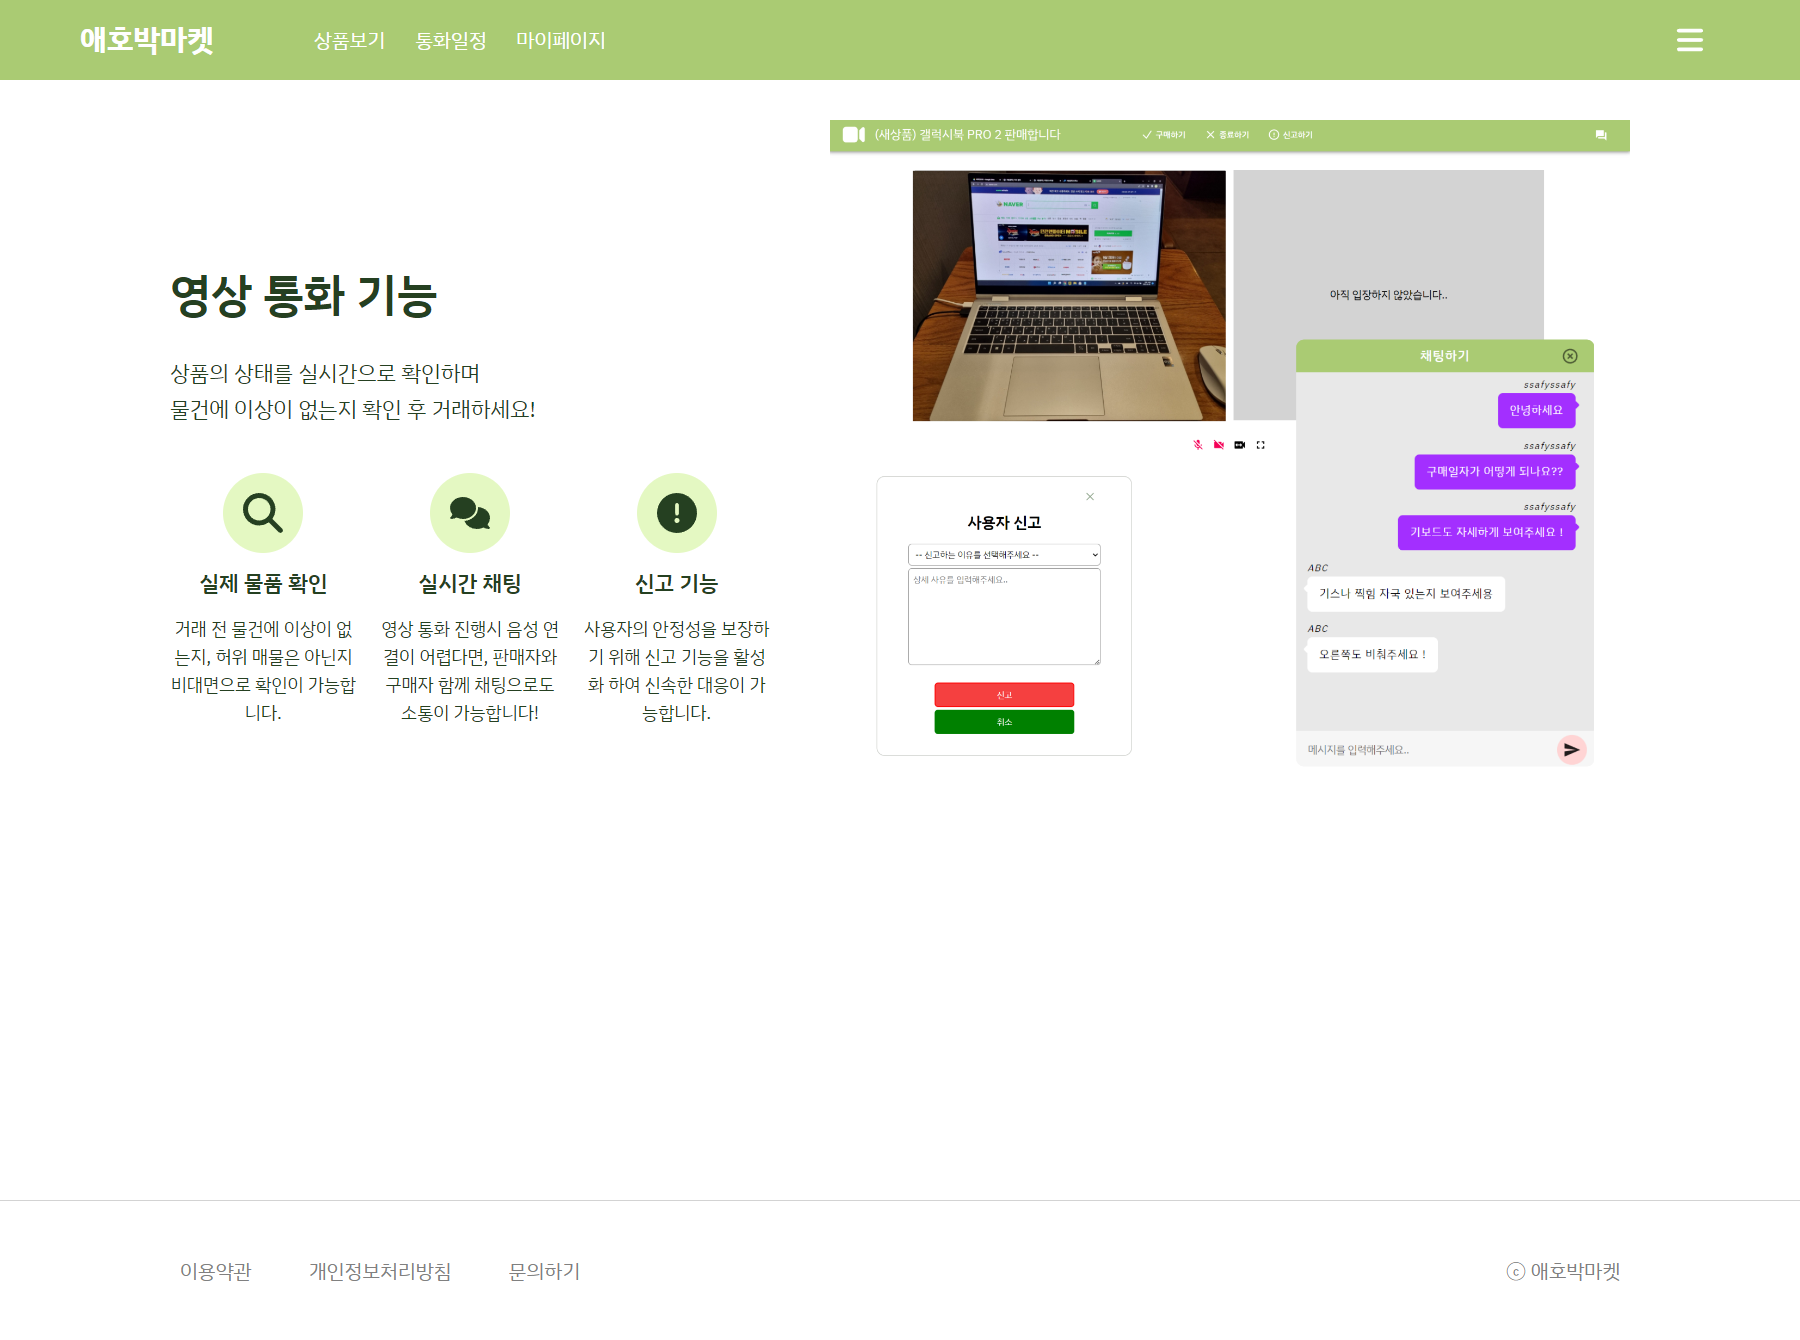 애호박마켓
상품보기
통화일정
마이페이지
(새상품) 갤럭시북 PRO 2 판매합니다
구매하기
종료하기
신고하기
NAVER
아직 입장하지 않았습니다..
영상 통화 기능
상품의 상태를 실시간으로 확인하며
물건에 이상이 없는지 확인 후 거래하세요!
실제 물품 확인
거래 전 물건에 이상이 없
는지, 허위 매물은 아닌지
비대면으로 확인이 가능합
니다.
실시간 채팅
영상 통화 진행시 음성 연
결이 어렵다면, 판매자와
구매자 함께 채팅으로도
소통이 가능합니다!
신고 기능
사용자의 안정성을 보장하
기 위해 신고 기능을 활성
화 하여 신속한 대응이 가
능합니다.
사용자 신고
-- 신고하는 이유를 선택해주세요 --
상세 사유를 입력해주세요..
신고
취소
채팅하기
ssafyssafy
안녕하세요
ssafyssafy
구매일자가 어떻게 되나요??
ssafyssafy
키보드도 자세하게 보여주세요 !
ABC
기스나 찍힘 자국 있는지 보여주세용
ABC
오른쪽도 비춰주세요 !
메시지를 입력해주세요..
이용약관
개인정보처리방침
문의하기
ⓒ 애호박마켓